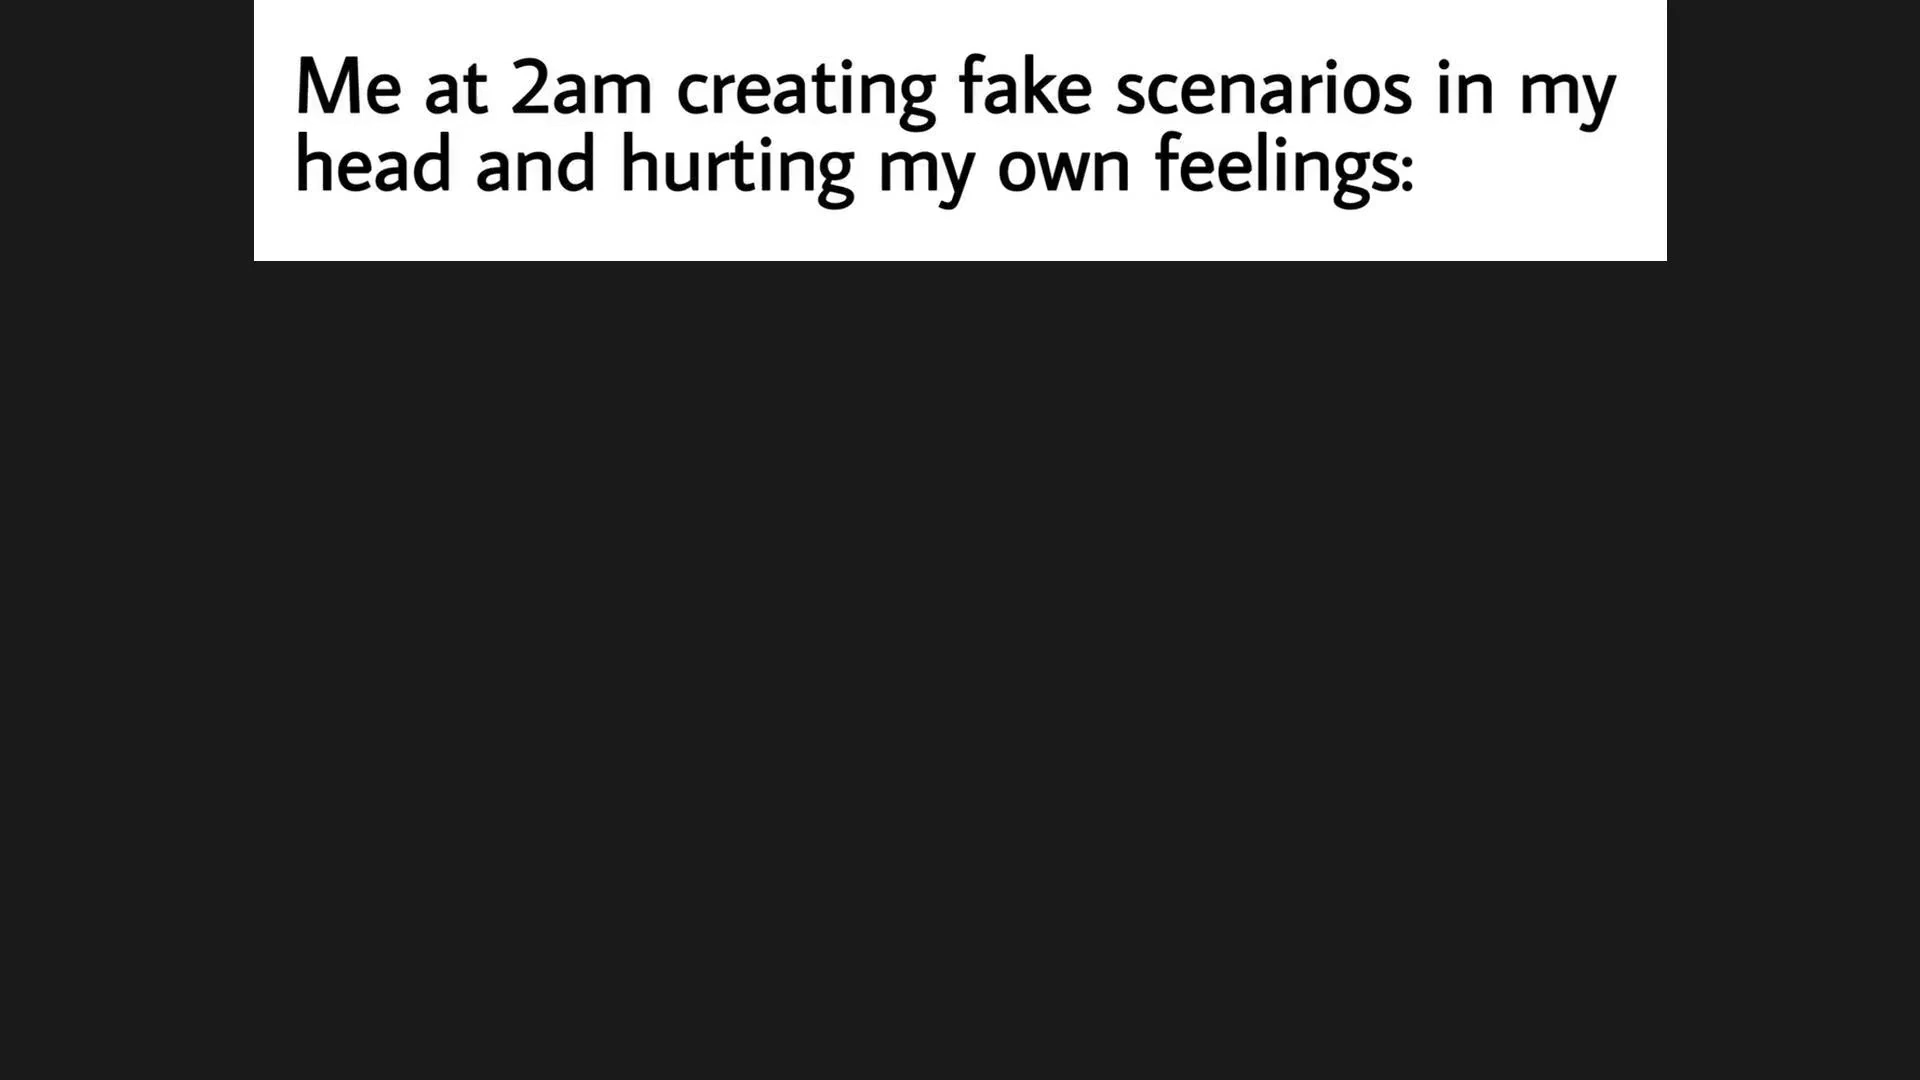 Me at 2am creating fake scenarios in my
head and hurting my own feelings: